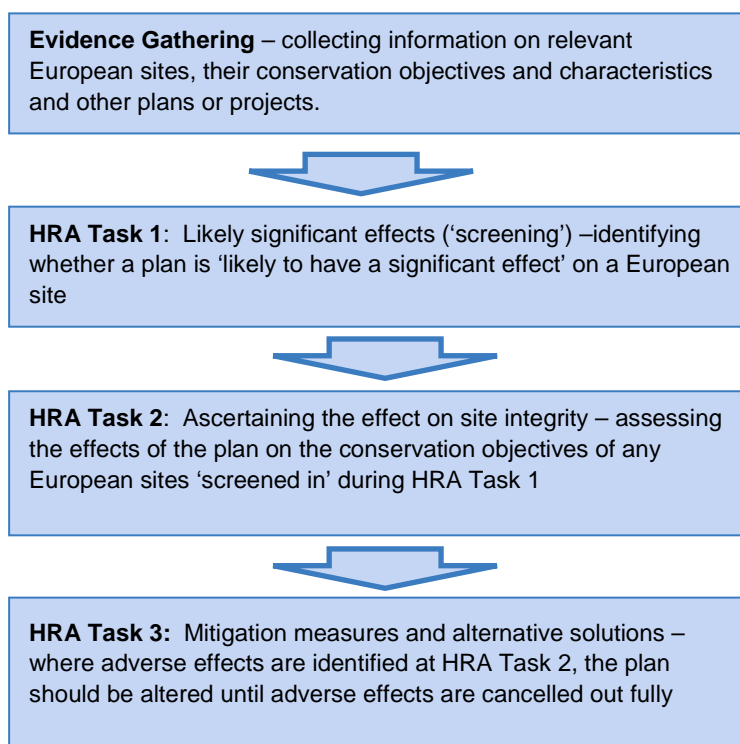 Evidence Gathering – collecting information on relevant
European sites, their conservation objectives and characteristics
and other plans or projects.
HRA Task 1:  Likely significant effects (‘screening’) –identifying
whether a plan is ‘likely to have a significant effect’ on a European
site
HRA Task 2:  Ascertaining the effect on site integrity – assessing
the effects of the plan on the conservation objectives of any
European sites ‘screened in’ during HRA Task 1
HRA Task 3:  Mitigation measures and alternative solutions –
where adverse effects are identified at HRA Task 2, the plan
should be altered until adverse effects are cancelled out fully